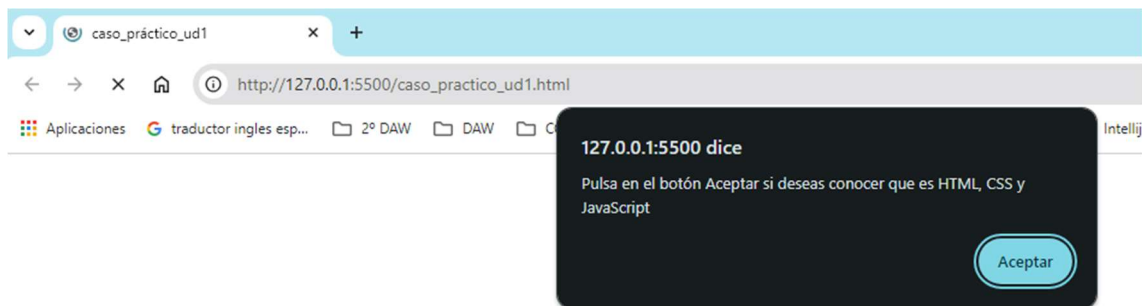 caso_práctico_ud1
http://127.0.0.1:5500/caso_practico_ud1.html
Aplicaciones traductor ingles esp... 2º DAW DAW
127.0.0.1:5500 dice
Pulsa en el botón Aceptar si deseas conocer que es HTML, CSS y
JavaScript
Aceptar